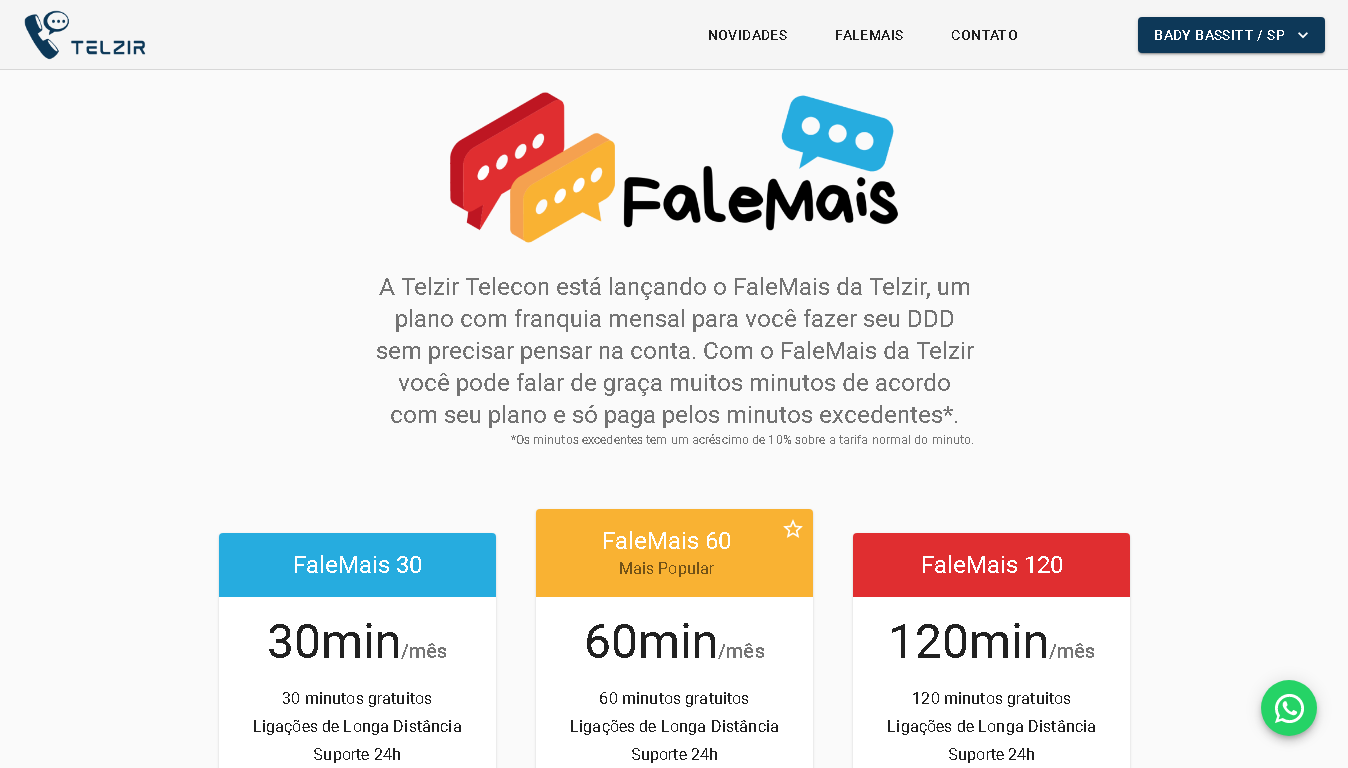 TELZIR
NOVIDADES
FALEMAIS
CONTATO
BADY BASSITT / SP
FaleMais
A Telzir Telecon está lançando o FaleMais da Telzir, um
plano com franquia mensal para você fazer seu DDD
sem precisar pensar na conta. Com o FaleMais da Telzir
você pode falar de graça muitos minutos de acordo
com seu plano e só paga pelos minutos excedentes*.
*Os minutos excedentes tem um acréscimo de 10% sobre a tarifa normal do minuto.
FaleMais 30
30min/mês
30 minutos gratuitos
Ligações de Longa Distância
Suporte 24h
FaleMais 60
Mais Popular
60min/mês
60 minutos gratuitos
Ligações de Longa Distância
Suporte 24h
FaleMais 120
120min/mês
120 minutos gratuitos
Ligações de Longa Distância
Suporte 24h